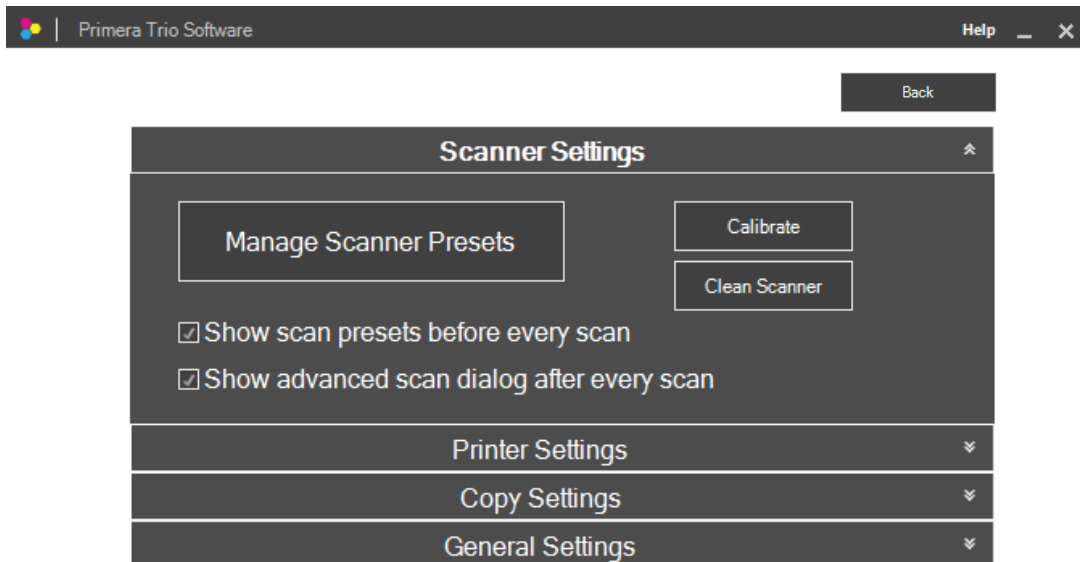 Primera Trio Software
Help
Back
Scanner Settings
Manage Scanner Presets
Calibrate
Clean Scanner
Show scan presets before every scan
Show advanced scan dialog after every scan
Printer Settings
Copy Settings
General Settings